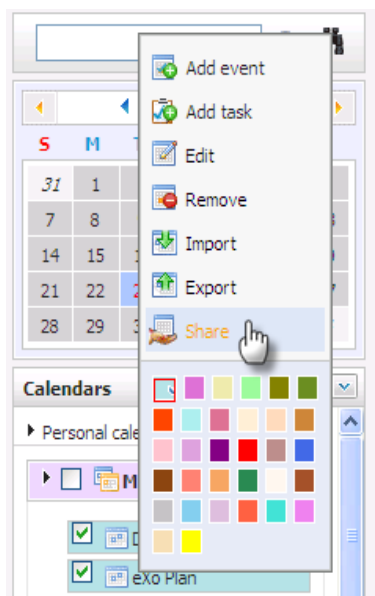 Add event
Add task
Edit
Remove
Import
Export
Share
S M
31 1
7 8
14 15
21 22
28 29
Calendars
Personal cale
M
D
eXo Plan